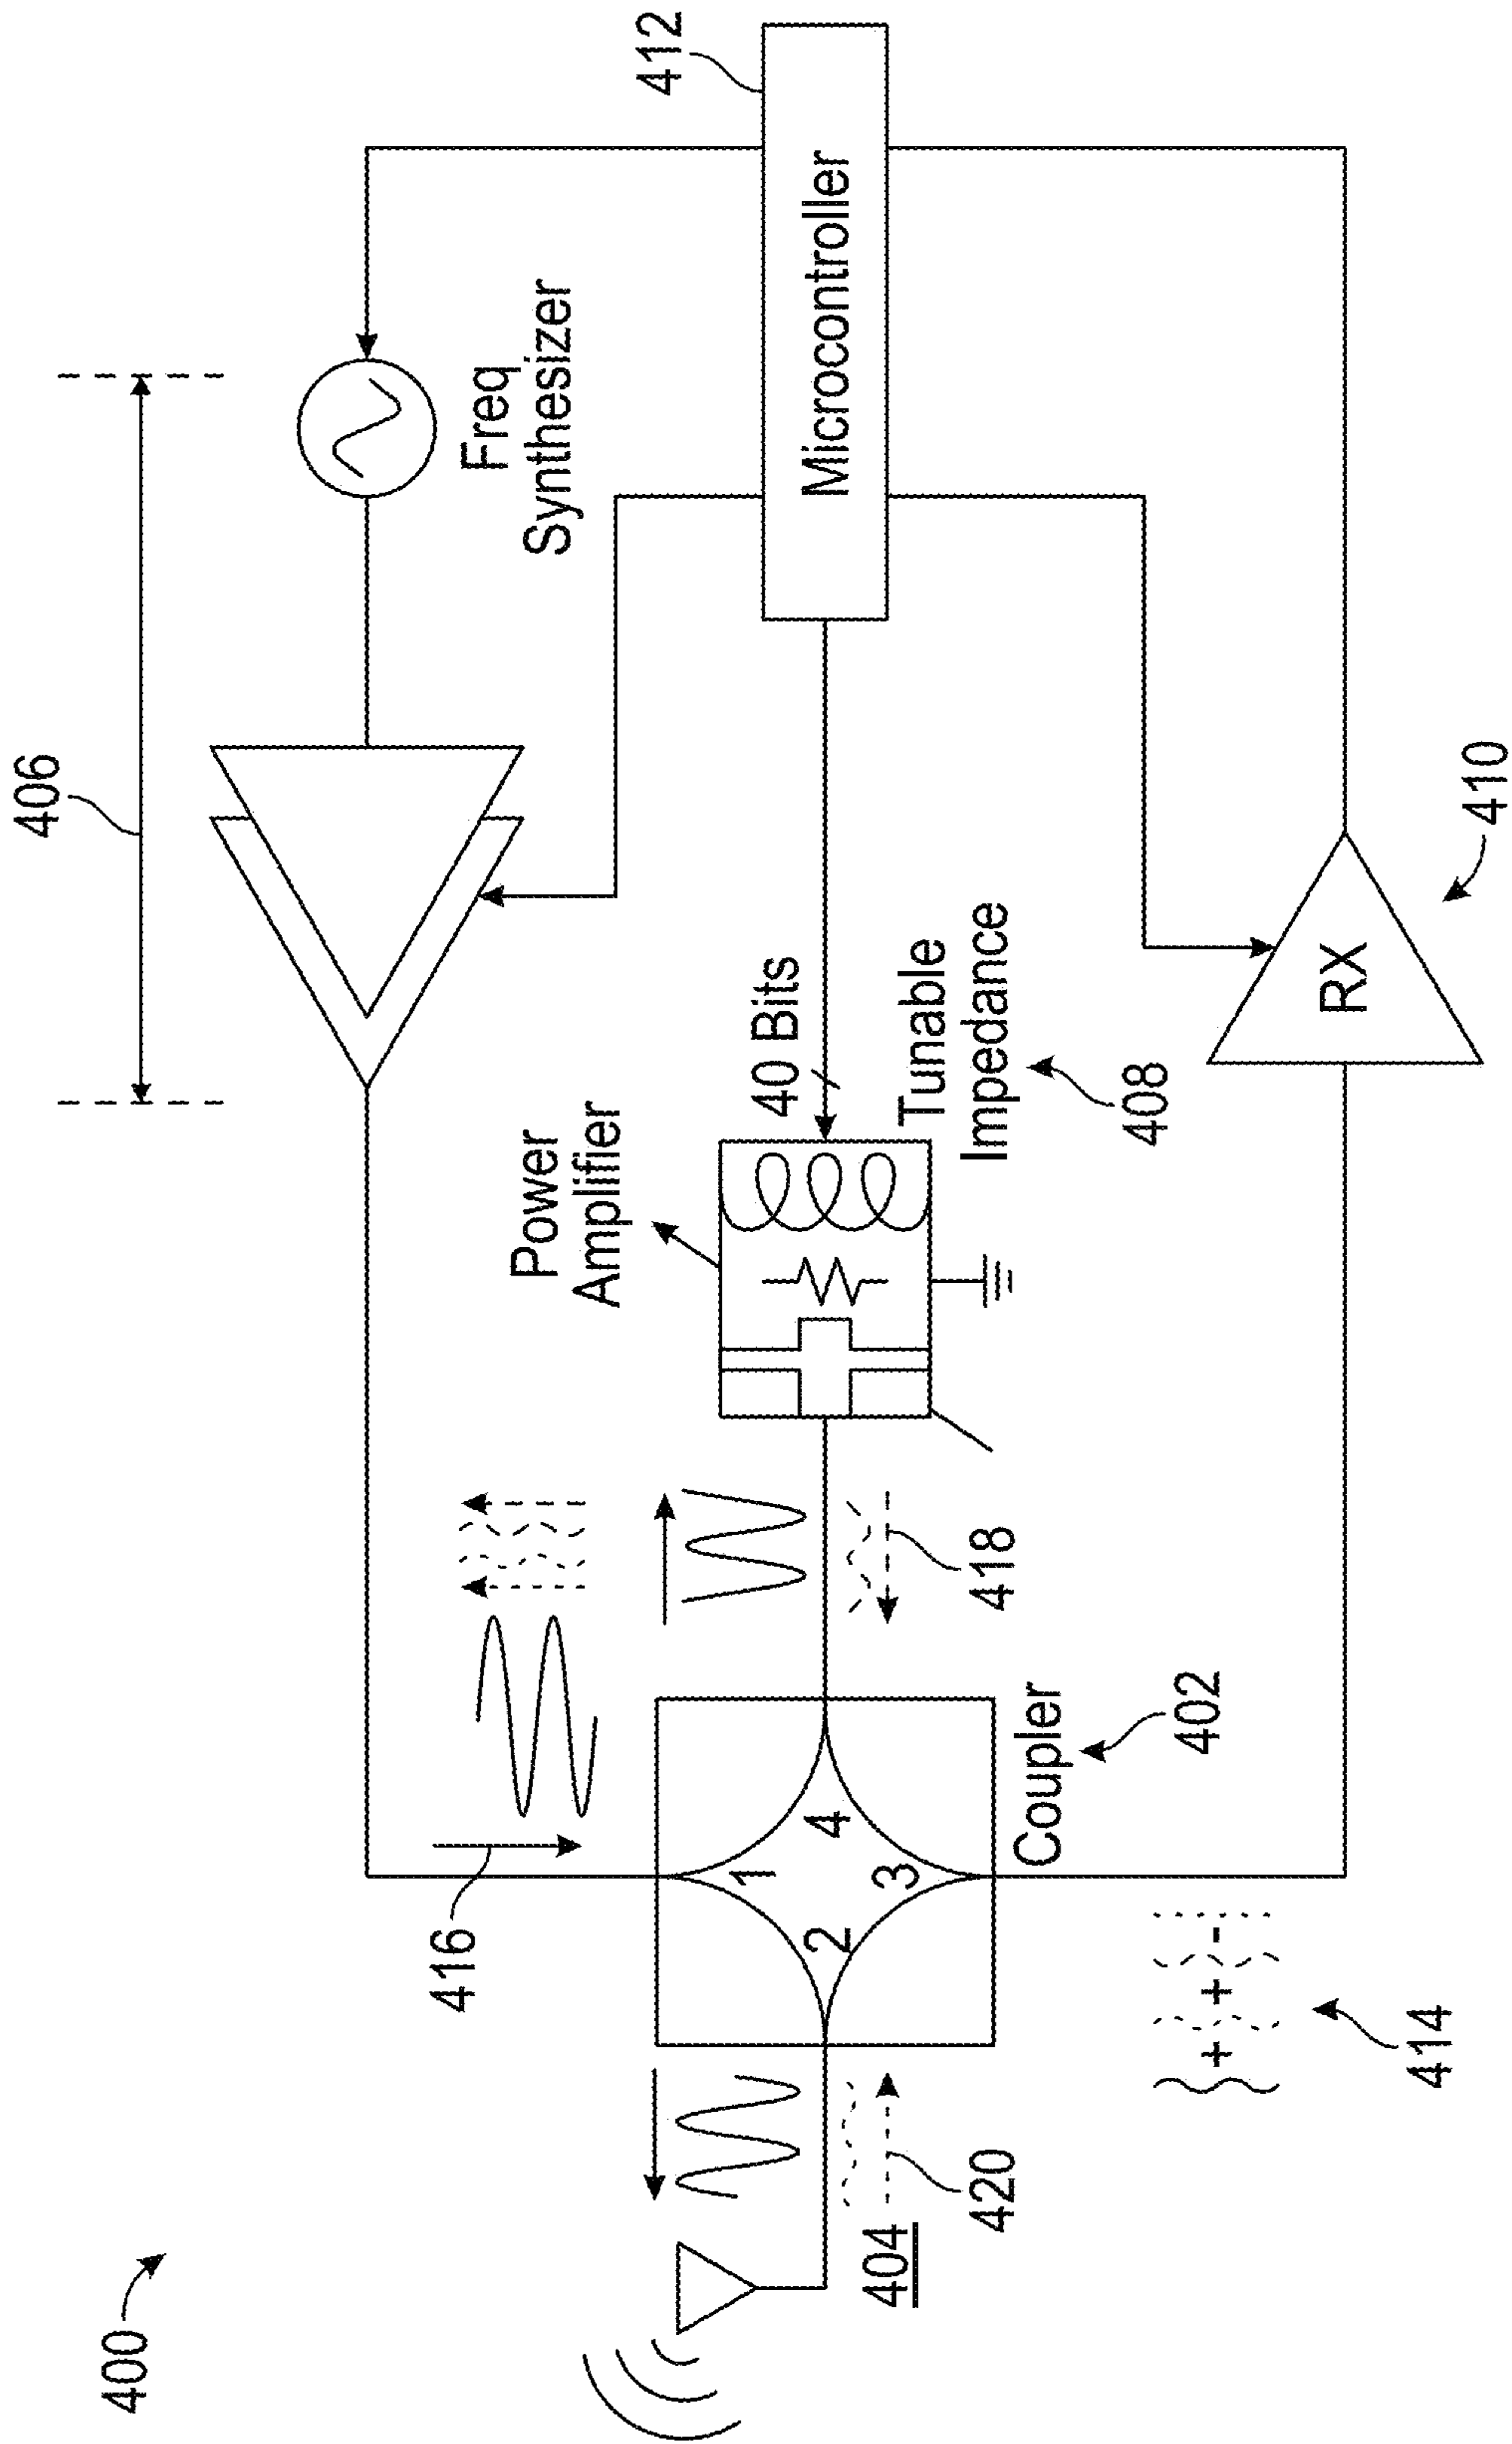 400
406
416
Freq
Synthesizer
412
Microcontroller
Power
Amplifier
40 Bits
Tunable
Impedance
408
418
1
2
3
4
Coupler
402
404
420
+ + -
414
RX
410